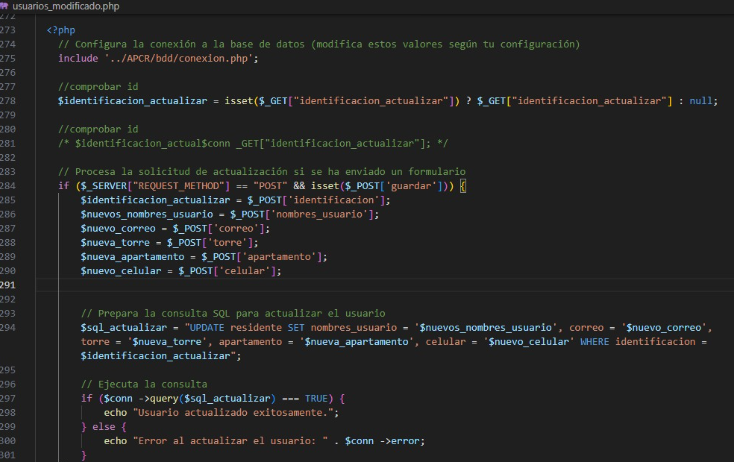 usuarios_modificado.php
272
273 <?php
274 // Configura la conexión a la base de datos (modifica estos valores según tu configuración)
275 include '../APCR/bdd/conexion.php';
276
277 //comprobar id
278 $identificacion_actualizar = isset($_GET["identificacion_actualizar"]) ? $_GET["identificacion_actualizar"] : null;
279
280 //comprobar id
281 /* $identificacion_actual$conn _GET["identificacion_actualizar"]; */
282
283 // Procesa la solicitud de actualización si se ha enviado un formulario
284 if ($_SERVER["REQUEST_METHOD"] == "POST" && isset($_POST['guardar'])) {
285 $identificacion_actualizar = $_POST['identificacion'];
286 $nuevos_nombres_usuario = $_POST['nombres_usuario'];
287 $nuevo_correo = $_POST['correo'];
288 $nueva_torre = $_POST['torre'];
289 $nueva_apartamento = $_POST['apartamento'];
290 $nuevo_celular = $_POST['celular'];
291
292
293 // Prepara la consulta SQL para actualizar el usuario
294 $sql_actualizar = "UPDATE residente SET nombres_usuario = '$nuevos_nombres_usuario', correo = '$nuevo_correo',
torre = '$nueva_torre', apartamento = '$nueva_apartamento', celular = '$nuevo_celular' WHERE identificacion =
$identificacion_actualizar";
295
296 // Ejecuta la consulta
297 if ($conn ->query($sql_actualizar) === TRUE) {
298 echo "Usuario actualizado exitosamente.";
299 } else {
300 echo "Error al actualizar el usuario: " . $conn ->error;
301 }